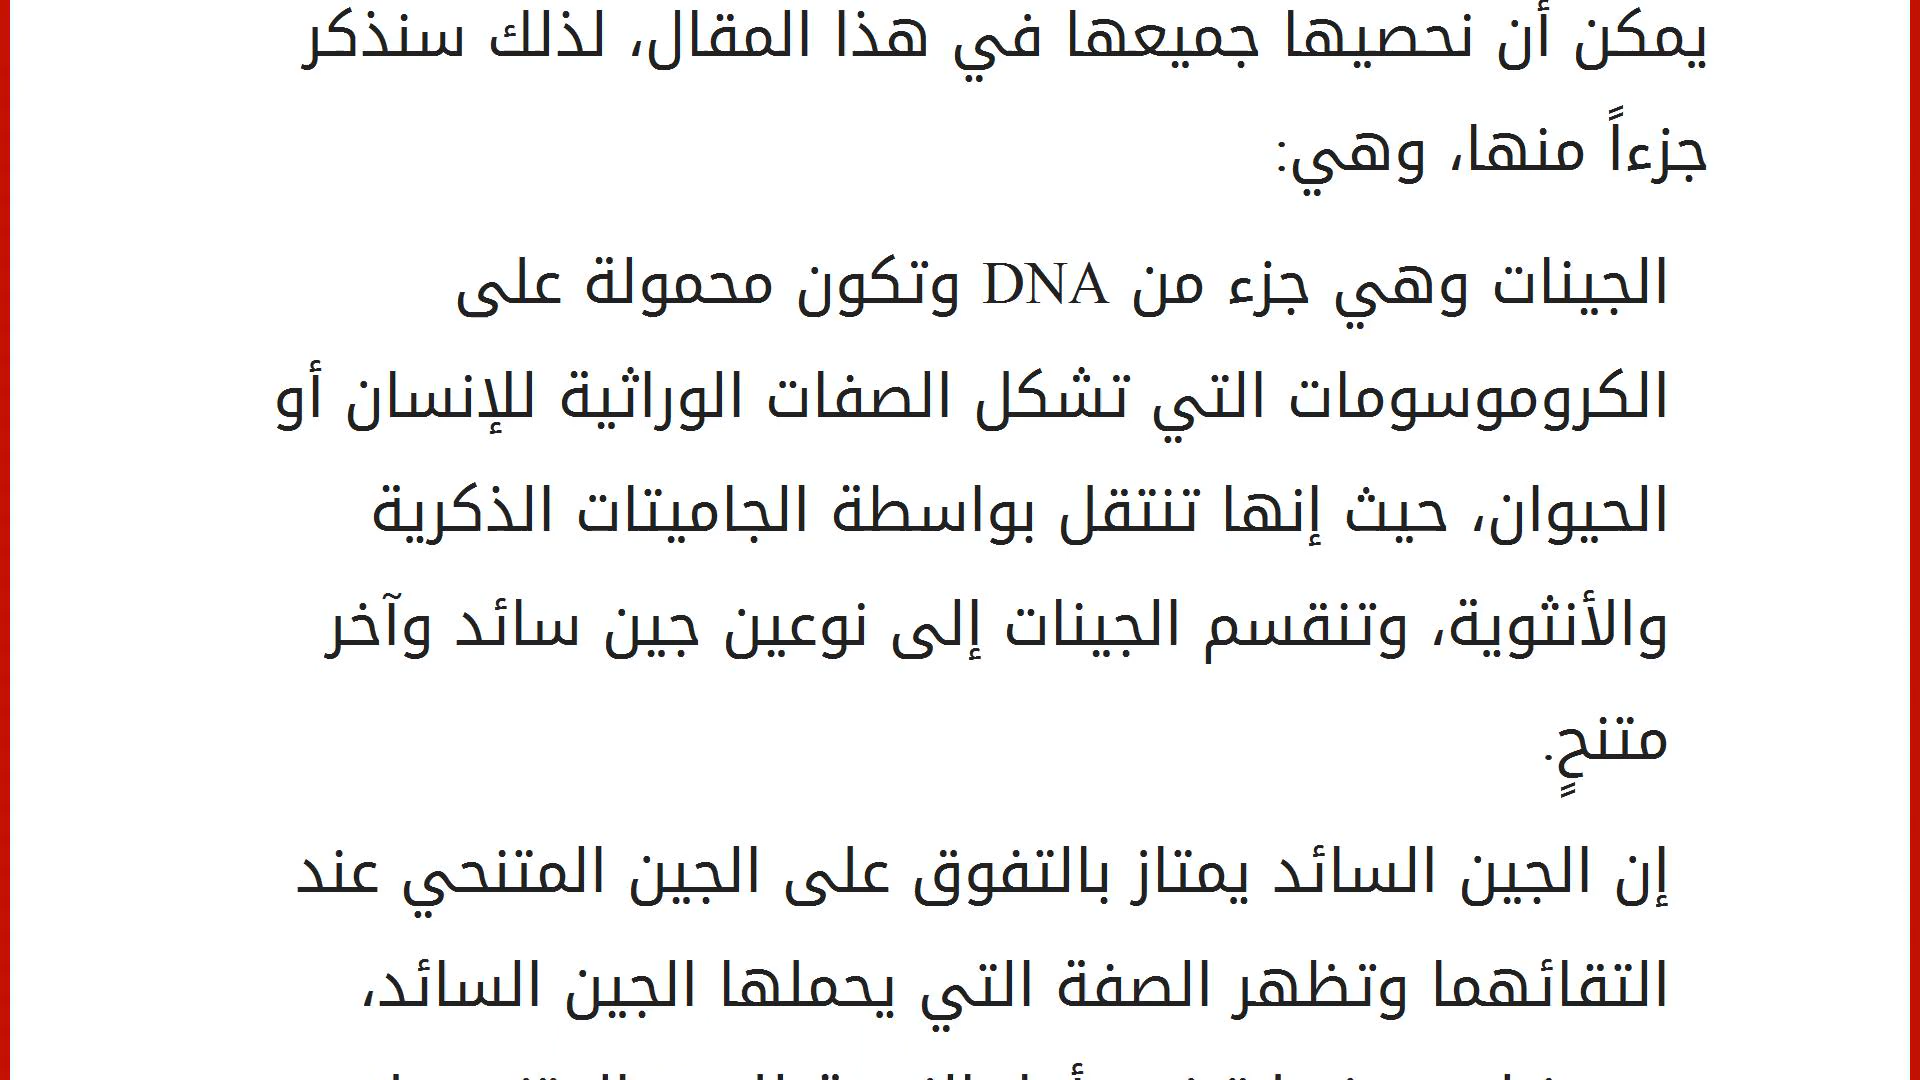 يمكن أن نحصيها جميعها في هذا المقال، لذلك سنذكر
جزءاً منها، وهي:
الجينات وهي جزء من DNA وتكون محمولة على
الكروموسومات التي تشكل الصفات الوراثية للإنسان أو
الحيوان، حيث إنها تنتقل بواسطة الجاميتات الذكرية
والأنثوية، وتنقسم الجينات إلى نوعين جين سائد وآخر
متنحٍ.
إن الجين السائد يمتاز بالتفوق على الجين المتنحي عند
التقائهما وتظهر الصفة التي يحملها الجين السائد،